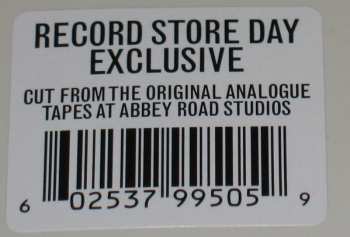 RECORD STORE DAY
EXCLUSIVE
CUT FROM THE ORIGINAL ANALOGUE
TAPES AT ABBEY ROAD STUDIOS
6 02537 99505 9